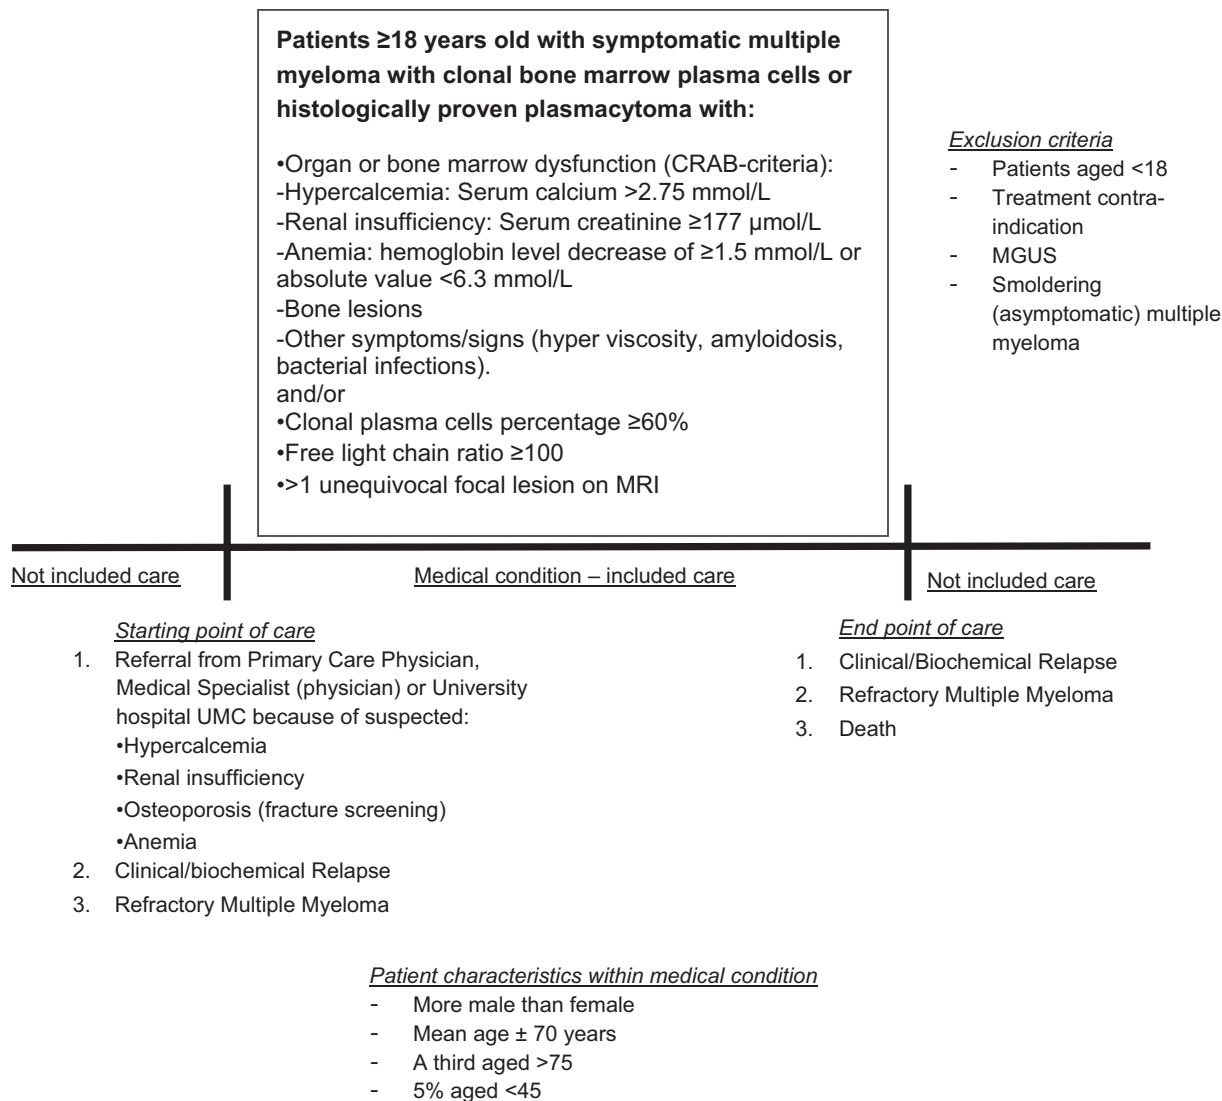 Patients ≥18 years old with symptomatic multiple
myeloma with clonal bone marrow plasma cells or
histologically proven plasmacytoma with:
•Organ or bone marrow dysfunction (CRAB-criteria):
-Hypercalcemia: Serum calcium >2.75 mmol/L
-Renal insufficiency: Serum creatinine ≥177 μmol/L
-Anemia: hemoglobin level decrease of ≥1.5 mmol/L or
absolute value <6.3 mmol/L
-Bone lesions
-Other symptoms/signs (hyper viscosity, amyloidosis,
bacterial infections).
and/or
•Clonal plasma cells percentage ≥60%
•Free light chain ratio ≥100
•>1 unequivocal focal lesion on MRI
Exclusion criteria
- Patients aged <18
- Treatment contra-
indication
- MGUS
- Smoldering
(asymptomatic) multiple
myeloma
Not included care
Medical condition – included care
Not included care
Starting point of care
1. Referral from Primary Care Physician,
Medical Specialist (physician) or University
hospital UMC because of suspected:
•Hypercalcemia
•Renal insufficiency
•Osteoporosis (fracture screening)
•Anemia
2. Clinical/biochemical Relapse
3. Refractory Multiple Myeloma
End point of care
1. Clinical/Biochemical Relapse
2. Refractory Multiple Myeloma
3. Death
Patient characteristics within medical condition
- More male than female
- Mean age ± 70 years
- A third aged >75
- 5% aged <45